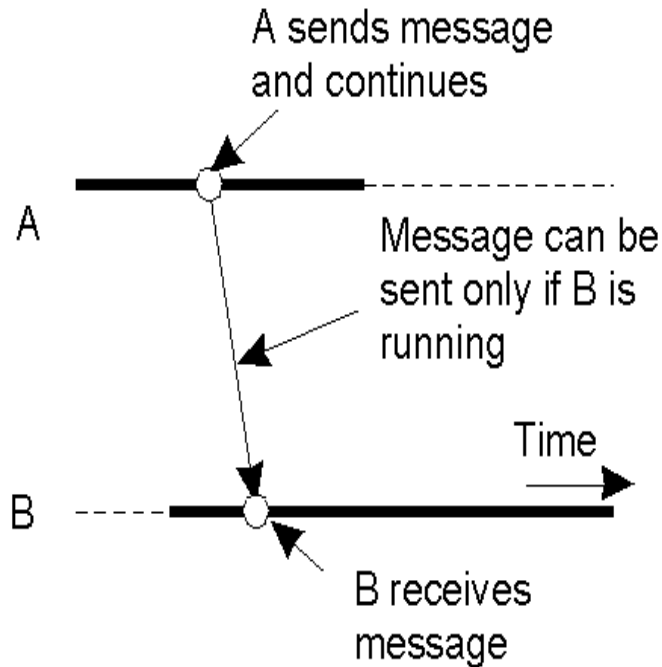 A sends message
and continues
A
Message can be
sent only if B is
running
Time
B
B receives
message